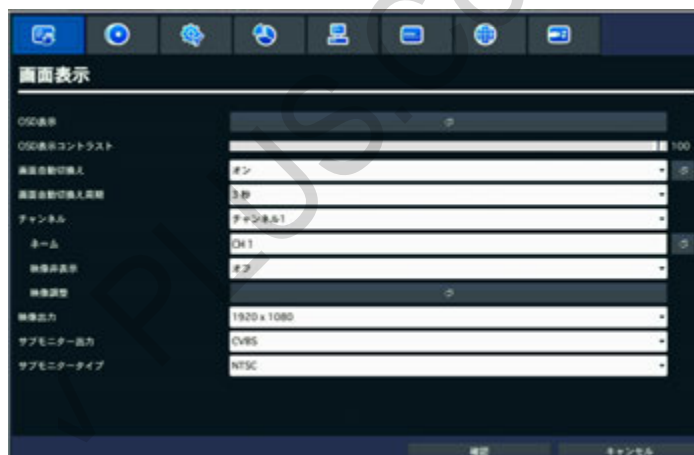 画面表示
OSD表示
OSD表示コントラスト 100
画面自動切換え オン
画面自動切換え周期 3 秒
チャンネル チャンネル1
ネーム CH 1
映像非表示 オフ
映像調整
映像出力 1920 x 1080
サブモニター出力 CVBS
サブモニタータイプ NTSC
確認 キャンセル